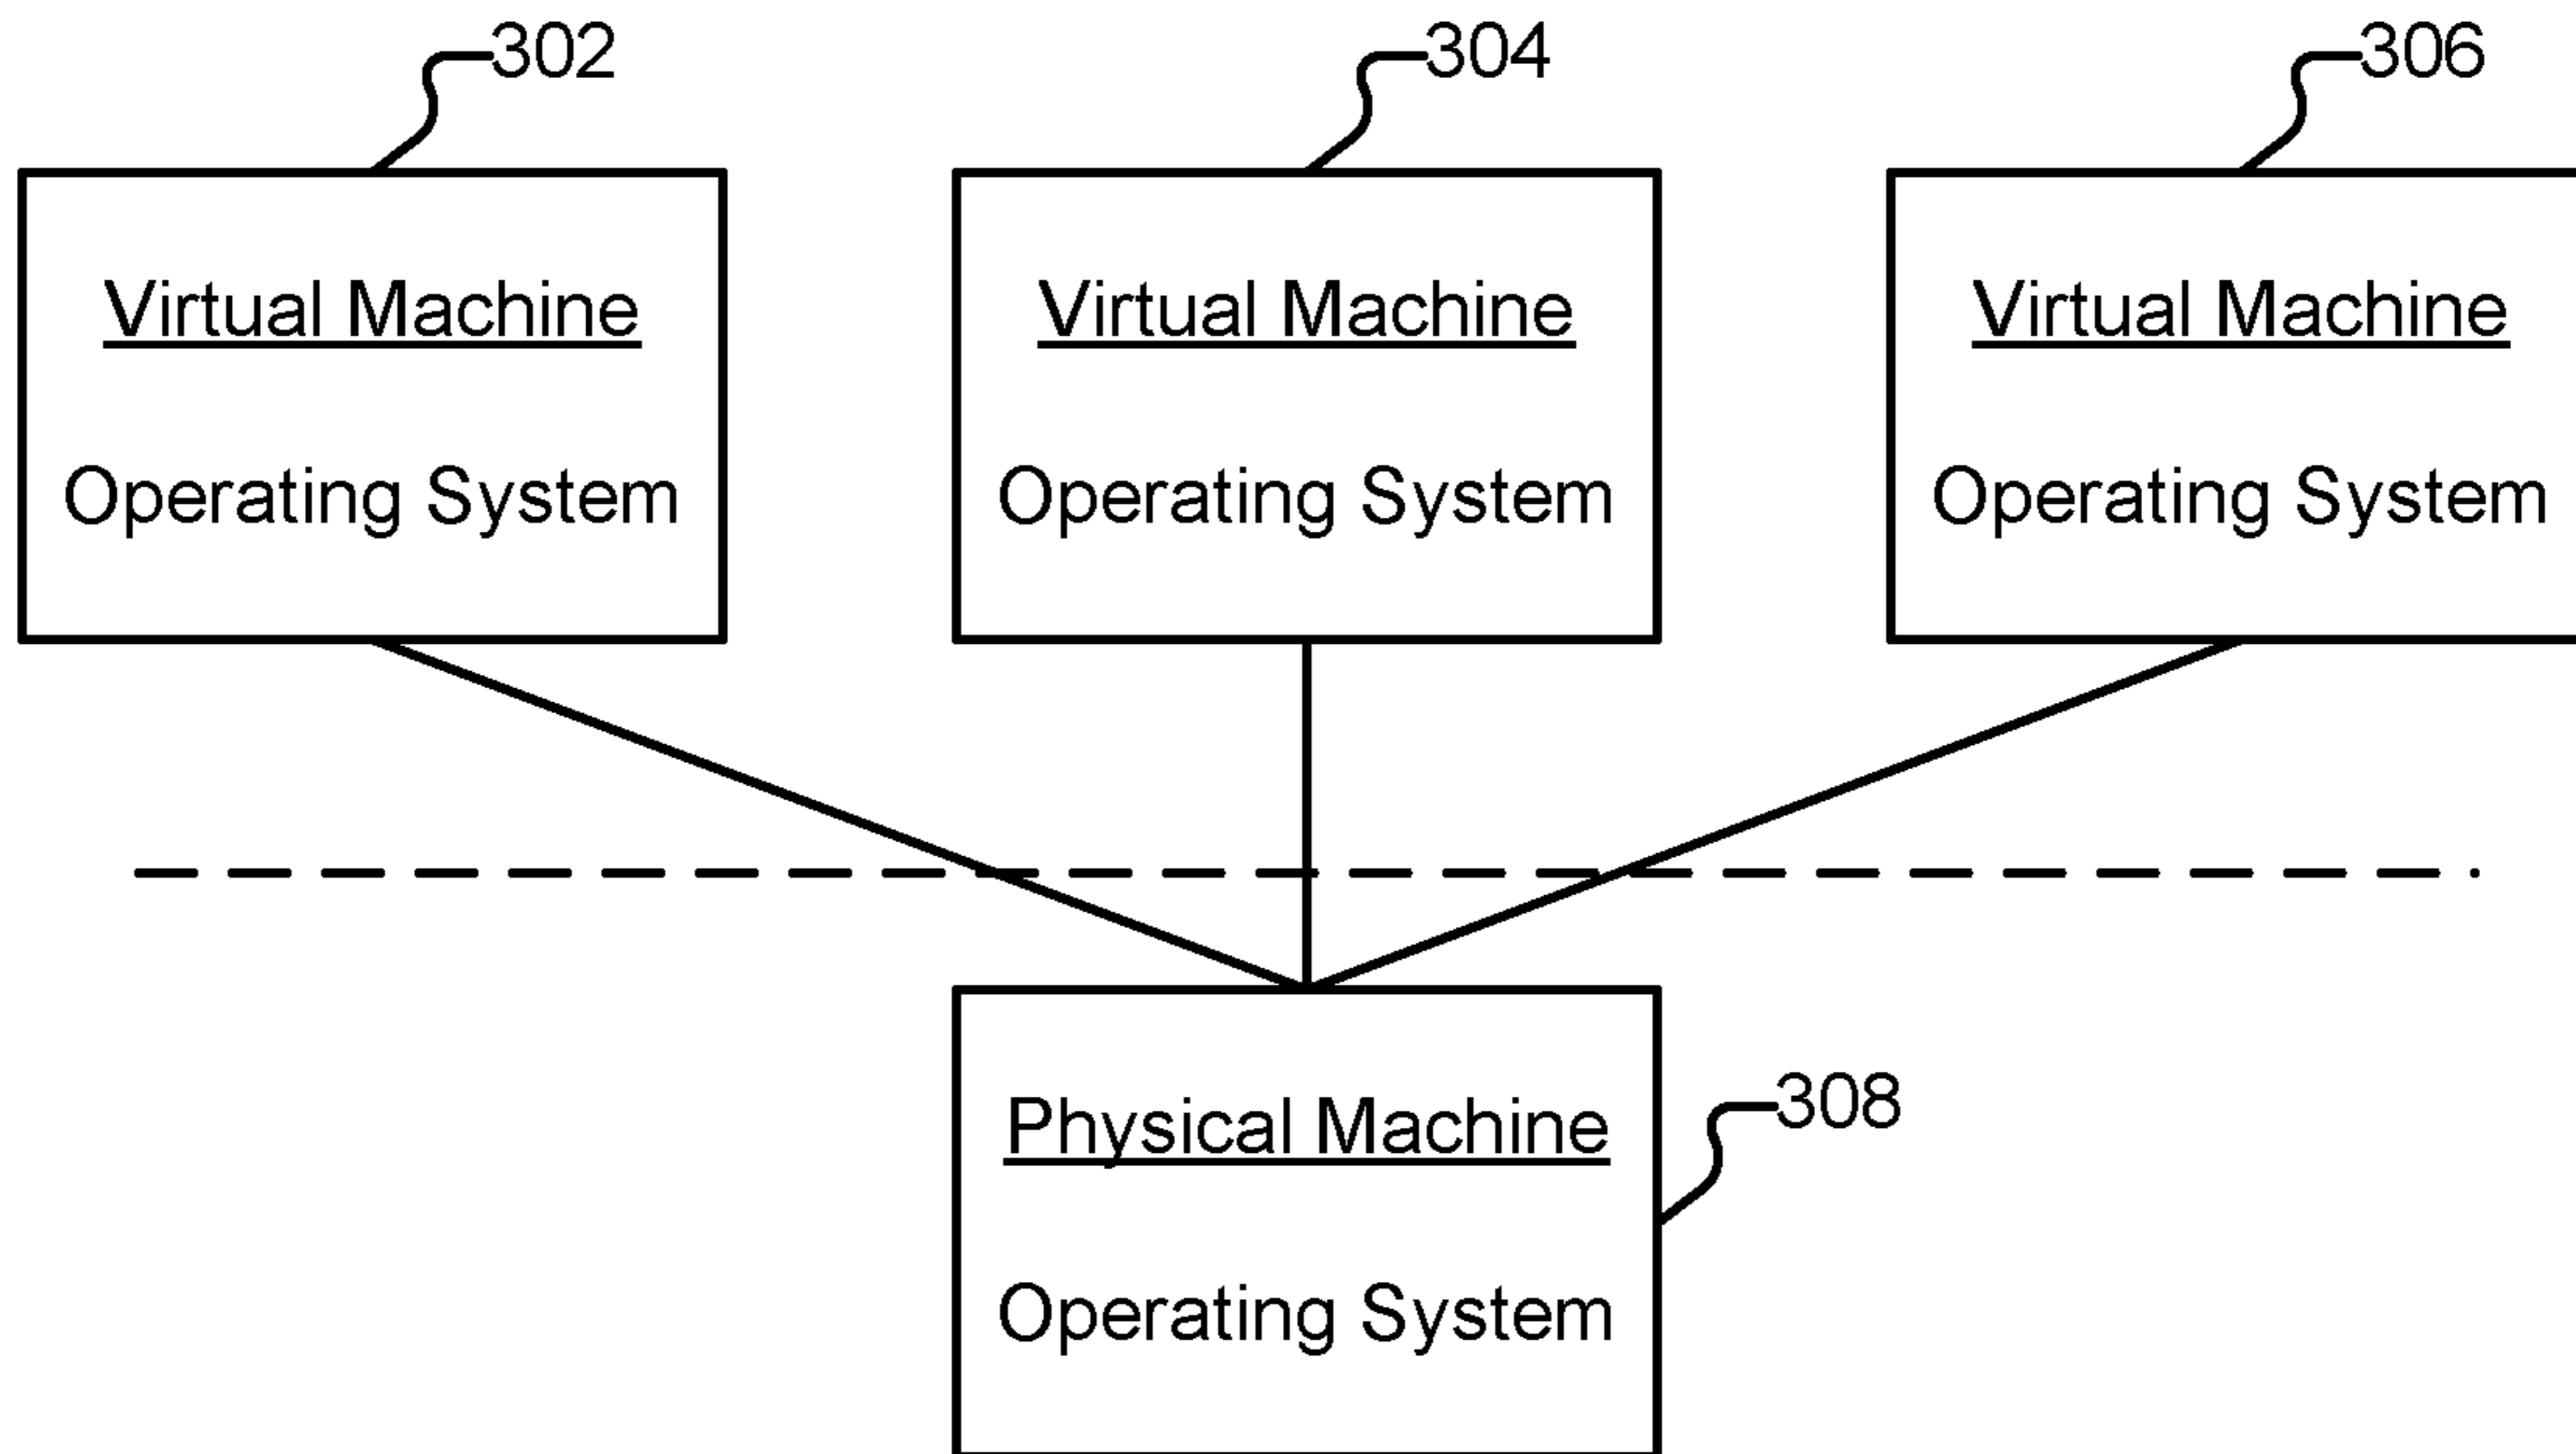 302
304
306
Virtual Machine
Operating System
Virtual Machine
Operating System
Virtual Machine
Operating System
Physical Machine
Operating System
308